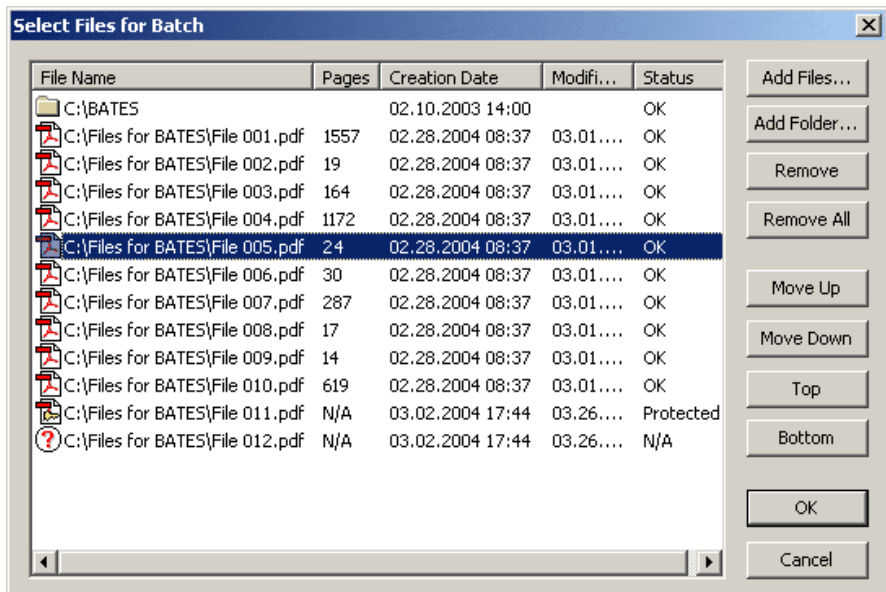 Select Files for Batch
File Name Pages Creation Date Modifi... Status
C:\BATES 02.10.2003 14:00 OK
C:\Files for BATES\File 001.pdf 1557 02.28.2004 08:37 03.01.... OK
C:\Files for BATES\File 002.pdf 19 02.28.2004 08:37 03.01.... OK
C:\Files for BATES\File 003.pdf 164 02.28.2004 08:37 03.01.... OK
C:\Files for BATES\File 004.pdf 1172 02.28.2004 08:37 03.01.... OK
C:\Files for BATES\File 005.pdf 24 02.28.2004 08:37 03.01.... OK
C:\Files for BATES\File 006.pdf 30 02.28.2004 08:37 03.01.... OK
C:\Files for BATES\File 007.pdf 287 02.28.2004 08:37 03.01.... OK
C:\Files for BATES\File 008.pdf 17 02.28.2004 08:37 03.01.... OK
C:\Files for BATES\File 009.pdf 14 02.28.2004 08:37 03.01.... OK
C:\Files for BATES\File 010.pdf 619 02.28.2004 08:37 03.01.... OK
C:\Files for BATES\File 011.pdf N/A 03.02.2004 17:44 03.26.... Protected
C:\Files for BATES\File 012.pdf N/A 03.02.2004 17:44 03.26.... N/A
Add Files...
Add Folder...
Remove
Remove All
Move Up
Move Down
Top
Bottom
OK
Cancel